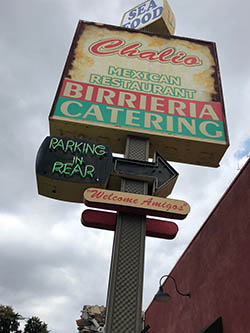 SEA
FOOD
Chalio
MEXICAN
RESTAURANT
BIRRIERIA
CATERING
PARKING
IN
REAR
"Welcome Amigos"